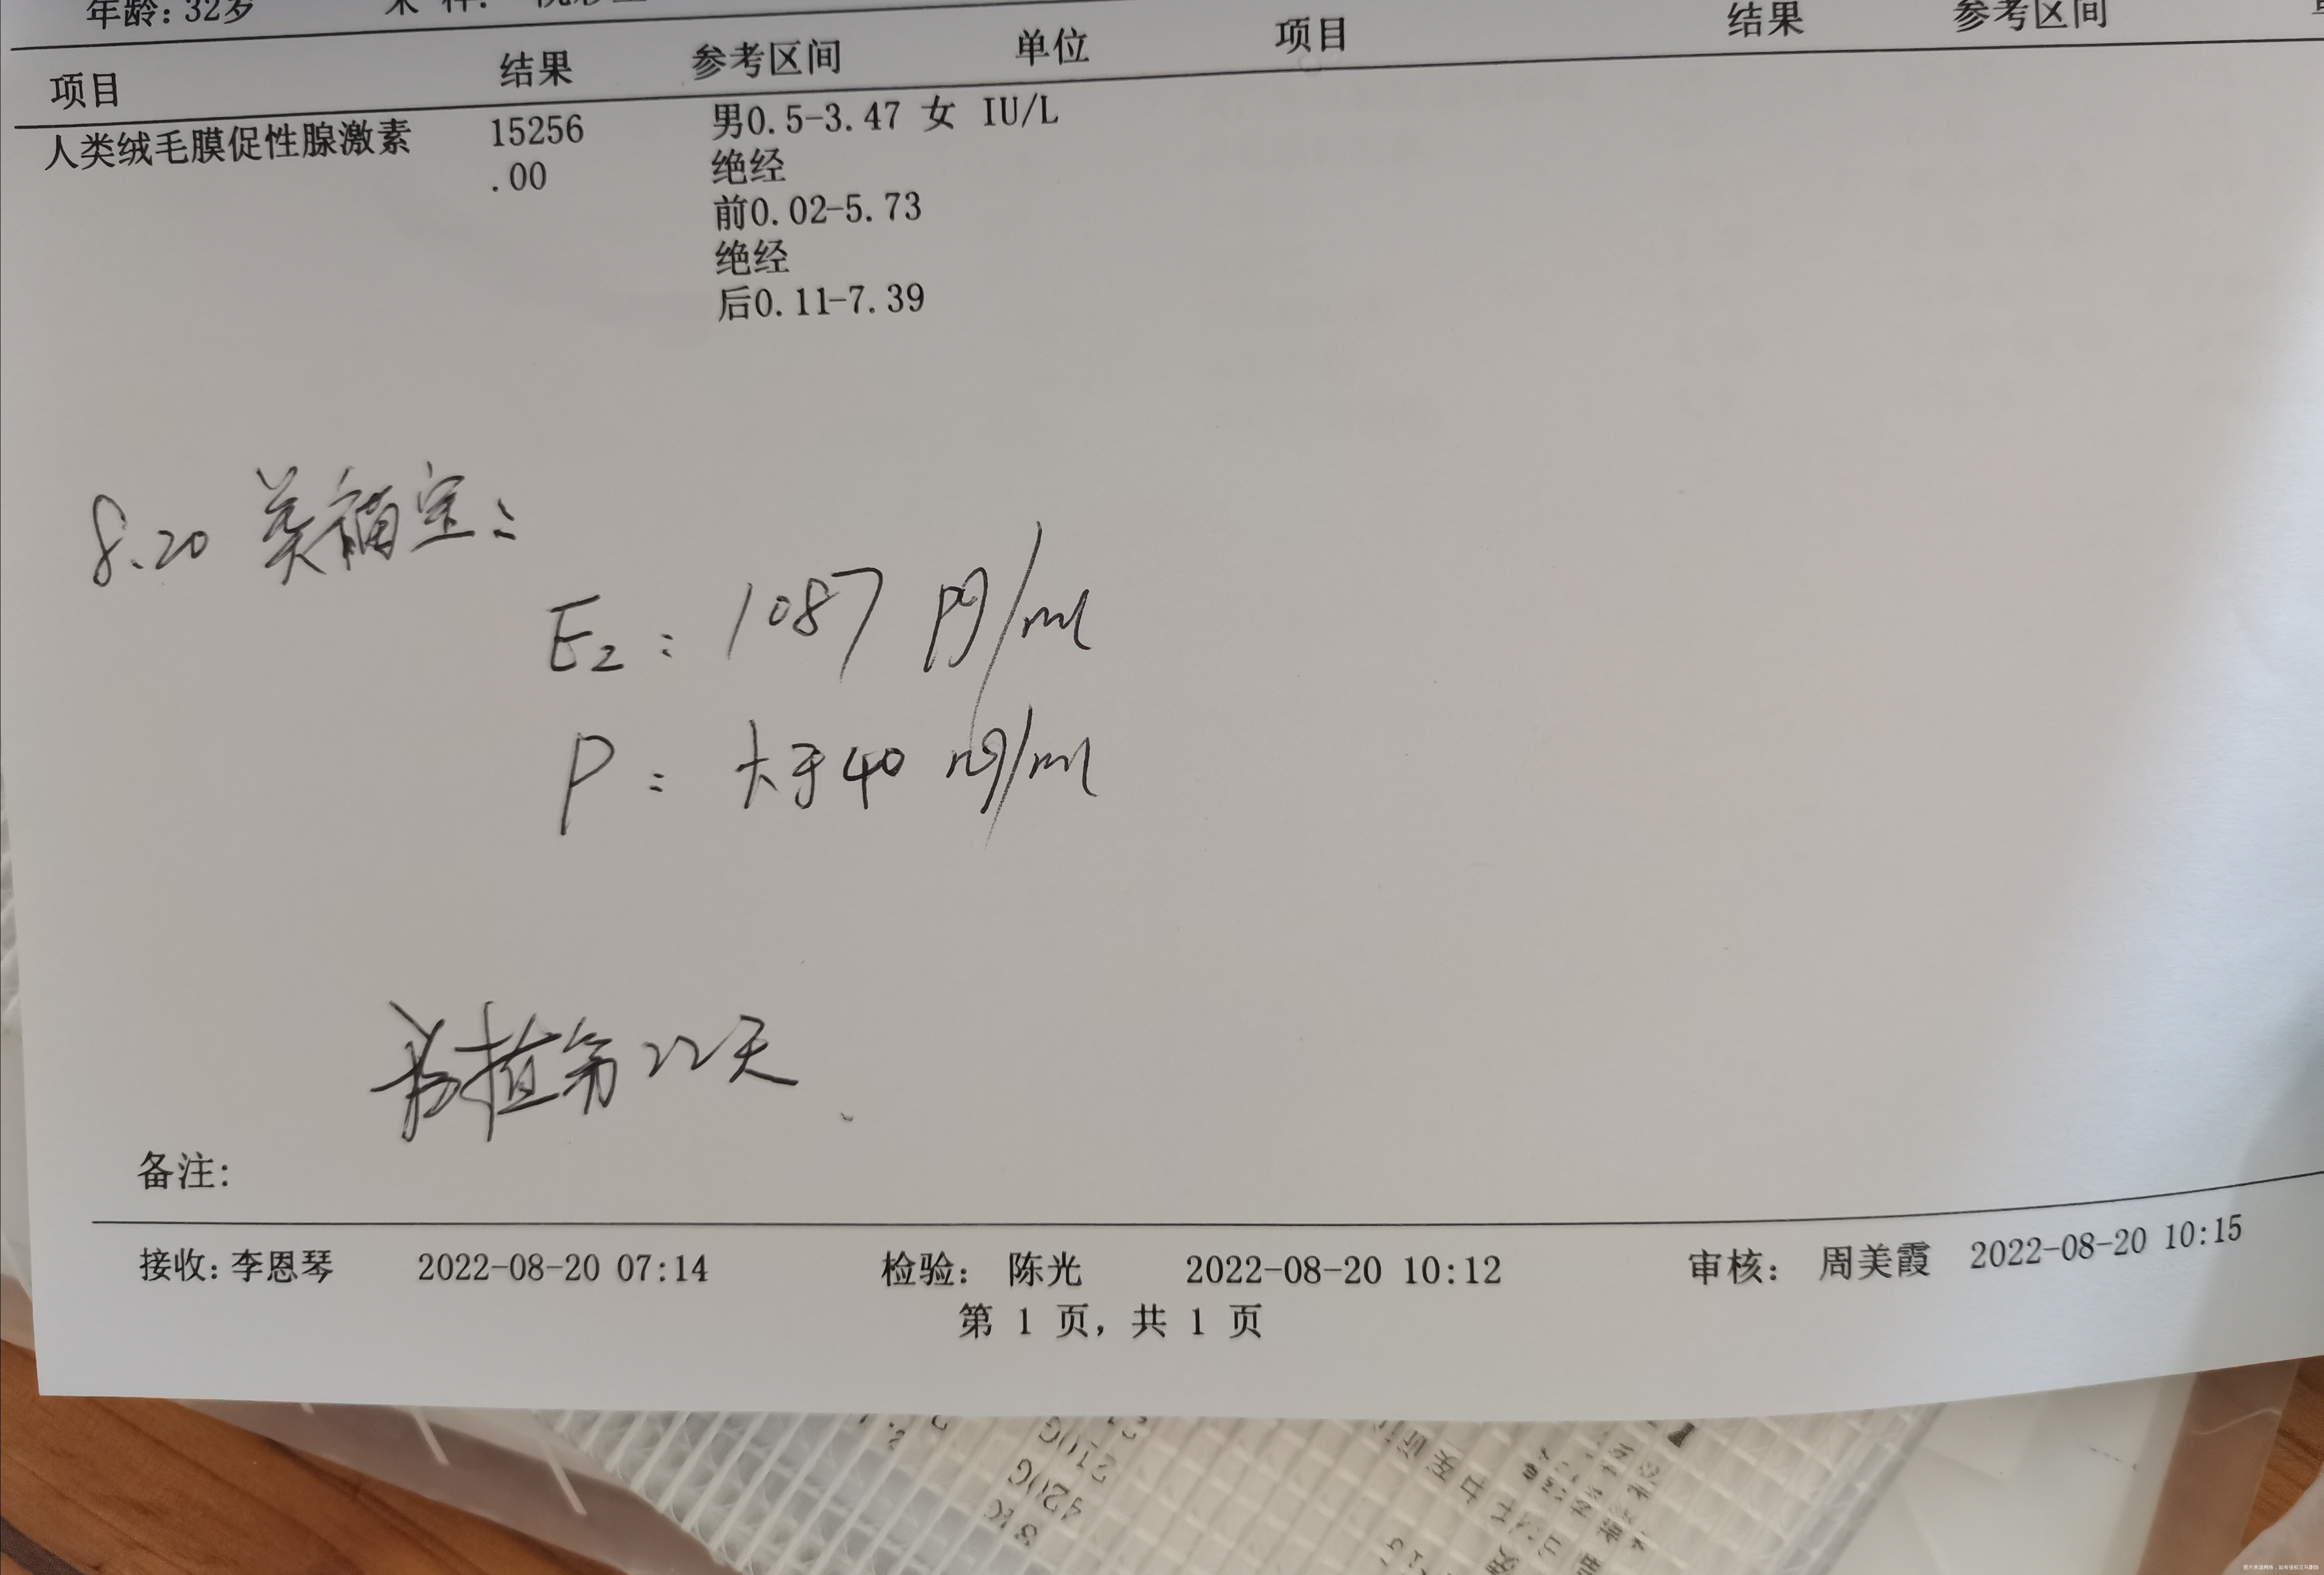 年龄: 32岁
结果 参考区间
项目 结果 参考区间 单位 项目
人类绒毛膜促性腺激素 15256 男0.5-3.47 女 IU/L
.00 绝经
前0.02-5.73
绝经
后0.11-7.39
8.20 美福宝:
E2: 1087 pg/ml
P: 大于40 ng/ml
移植第22天
备注:
接收: 李恩琴 2022-08-20 07:14 检验: 陈光 2022-08-20 10:12 审核: 周美霞 2022-08-20 10:15
第 1 页, 共 1 页